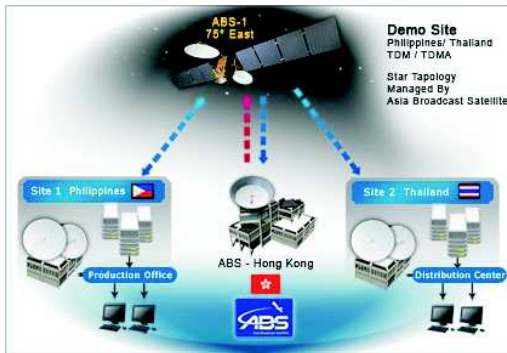 ABS-1
75° East
Demo Site
Philippines/ Thailand
TDM / TDMA
Star Tapology
Managed By
Asia Broadcast Satellite
Site 1 Philippines
Site 2 Thailand
Production Office
ABS - Hong Kong
Distribution Center
ABS